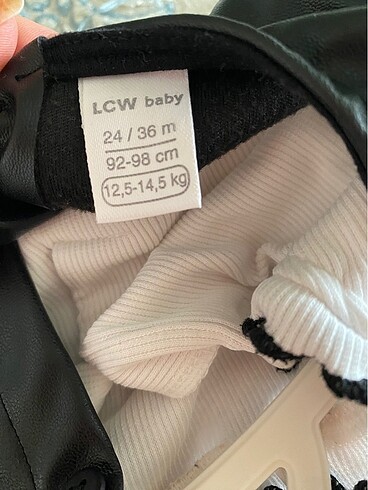 LCW baby
24 / 36 m
92-98 cm
12,5-14,5 kg